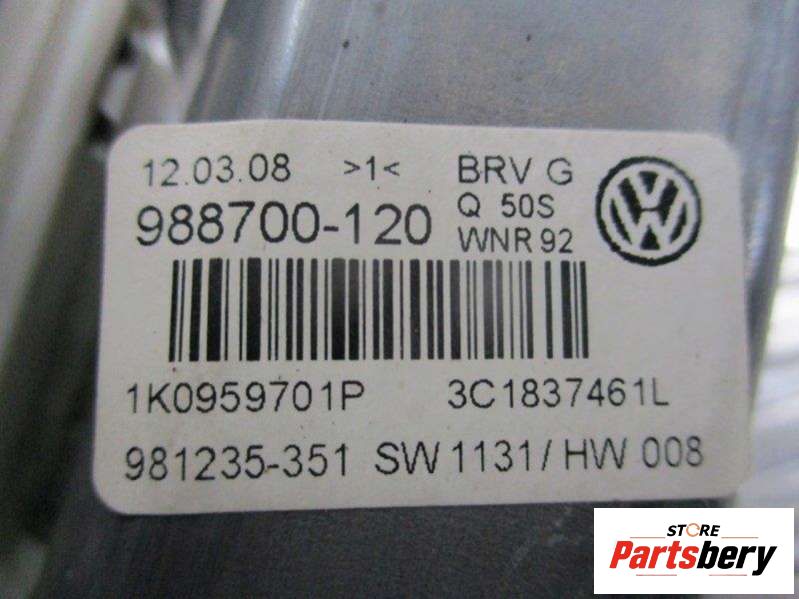 12.03.08 >1< BRV G
988700-120 Q 50S
WNR 92
1K0959701P 3C1837461L
981235-351 SW 1131 / HW 008
STORE
Partsbery